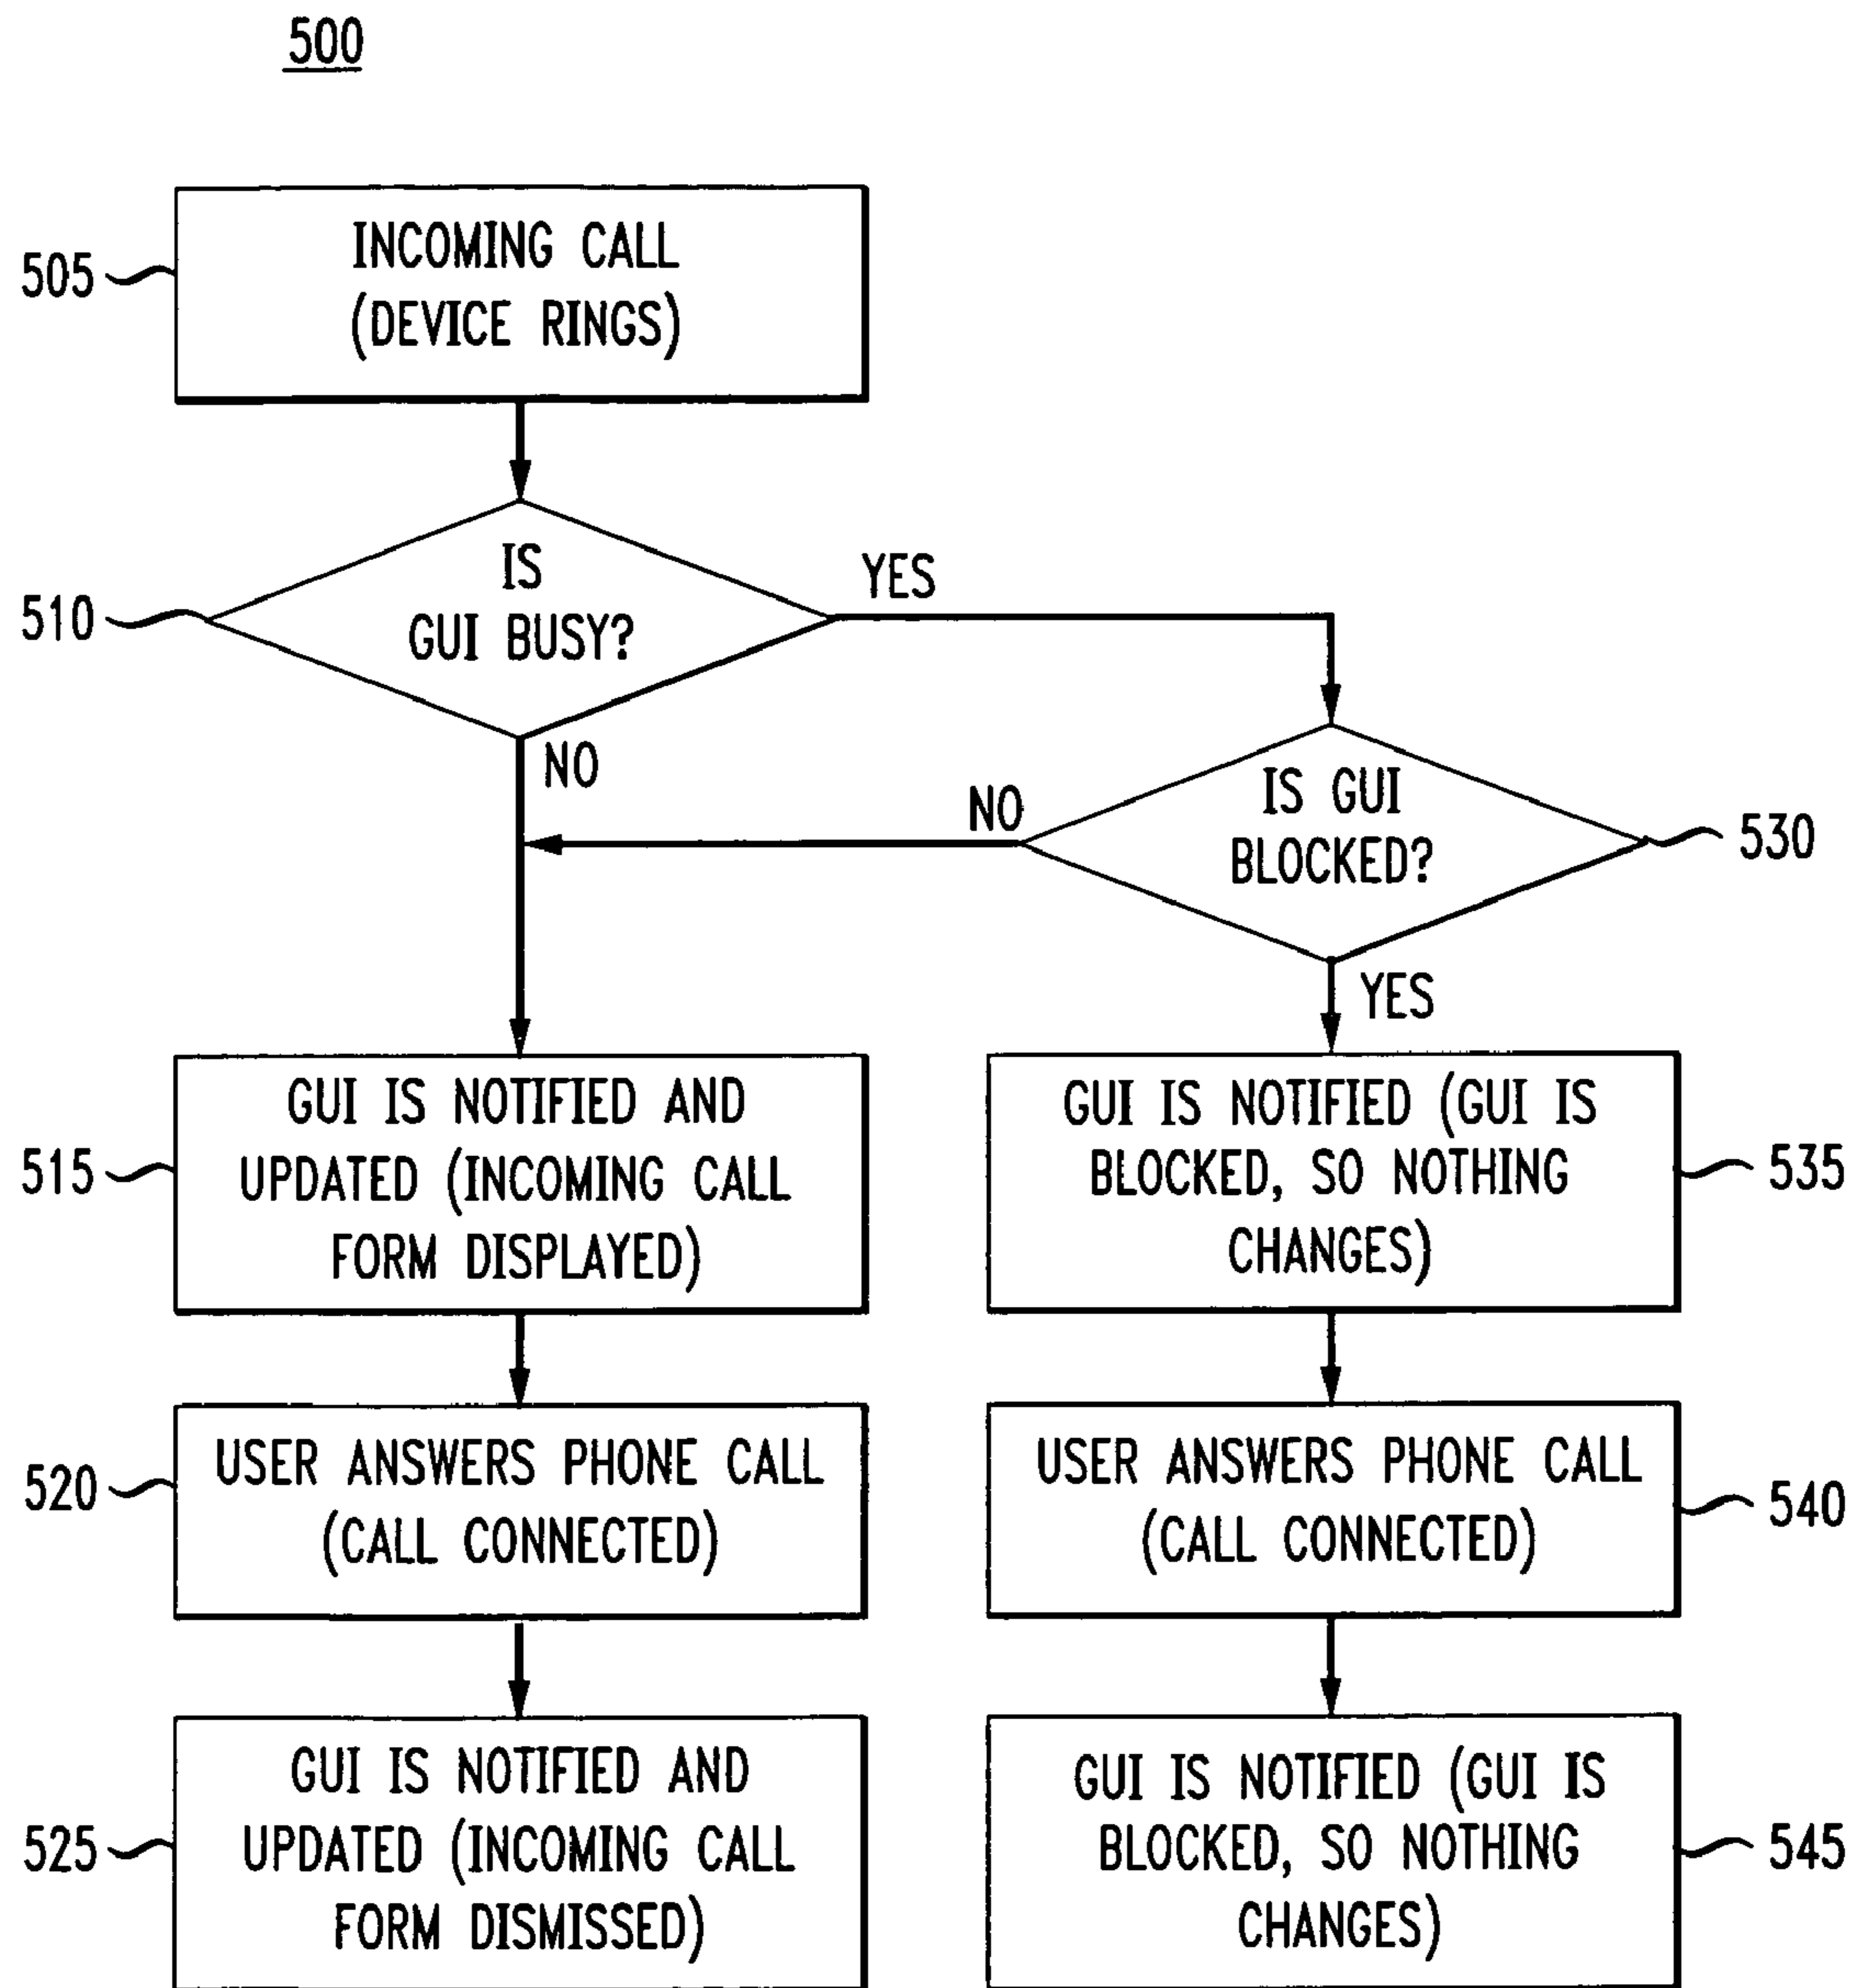 500
505
INCOMING CALL
(DEVICE RINGS)
510
IS
GUI BUSY?
YES
NO
NO
IS GUI
BLOCKED?
530
YES
515
GUI IS NOTIFIED AND
UPDATED (INCOMING CALL
FORM DISPLAYED)
GUI IS NOTIFIED (GUI IS
BLOCKED, SO NOTHING
CHANGES)
535
520
USER ANSWERS PHONE CALL
(CALL CONNECTED)
USER ANSWERS PHONE CALL
(CALL CONNECTED)
540
525
GUI IS NOTIFIED AND
UPDATED (INCOMING CALL
FORM DISMISSED)
GUI IS NOTIFIED (GUI IS
BLOCKED, SO NOTHING
CHANGES)
545